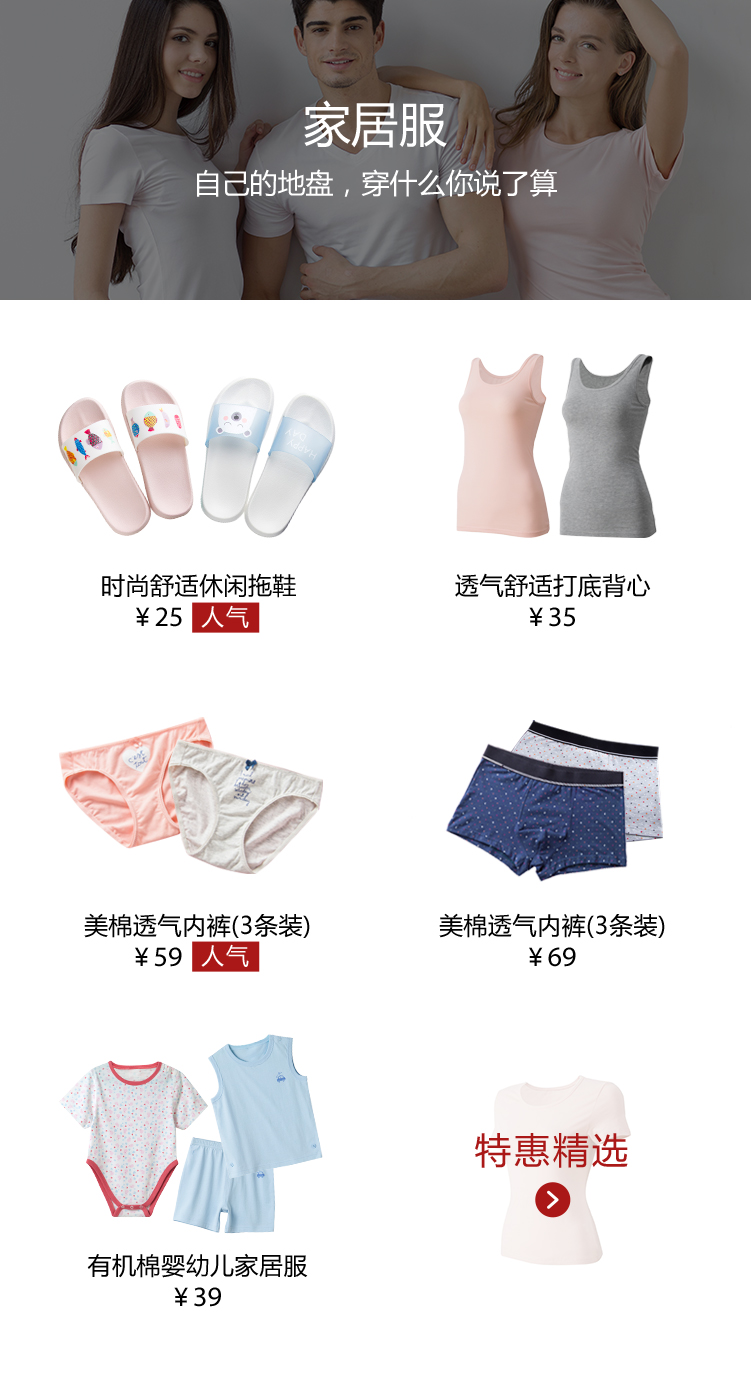 家居服
自己的地盘，穿什么你说了算
时尚舒适休闲拖鞋
¥25 人气
透气舒适打底背心
¥35
美棉透气内裤(3条装)
¥59 人气
美棉透气内裤(3条装)
¥69
有机棉婴幼儿家居服
¥39
特惠精选